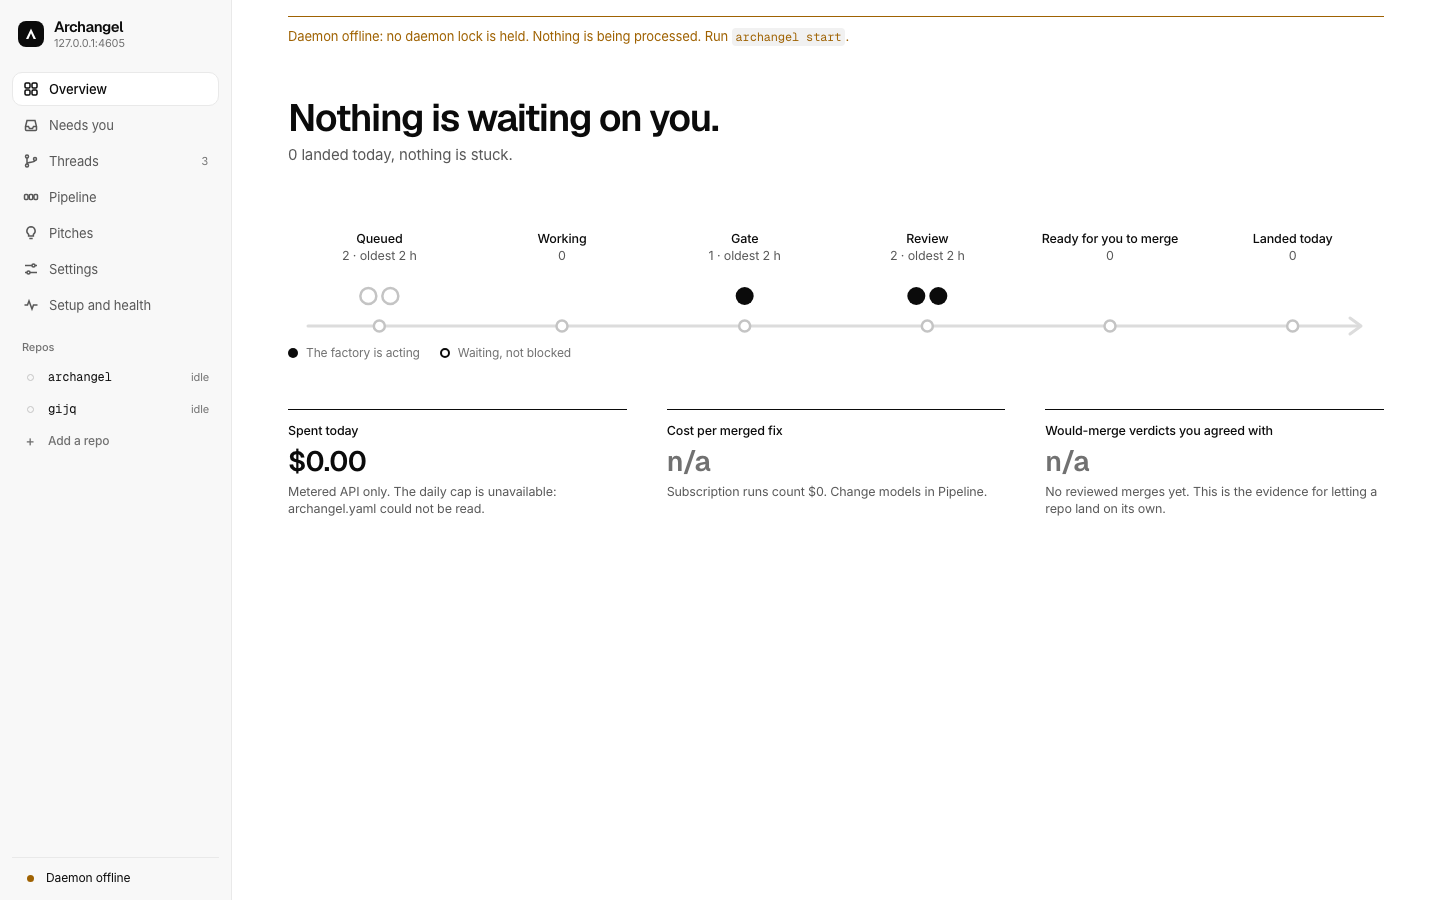 Archangel
127.0.0.1:4605
Overview
Needs you
Threads 3
Pipeline
Pitches
Settings
Setup and health
Repos
archangel idle
gijq idle
+ Add a repo
Daemon offline
Daemon offline: no daemon lock is held. Nothing is being processed. Run archangel start.
Nothing is waiting on you.
0 landed today, nothing is stuck.
Queued
2 · oldest 2 h
Working
0
Gate
1 · oldest 2 h
Review
2 · oldest 2 h
Ready for you to merge
0
Landed today
0
The factory is acting
Waiting, not blocked
Spent today
$0.00
Metered API only. The daily cap is unavailable:
archangel.yaml could not be read.
Cost per merged fix
n/a
Subscription runs count $0. Change models in Pipeline.
Would-merge verdicts you agreed with
n/a
No reviewed merges yet. This is the evidence for letting a
repo land on its own.